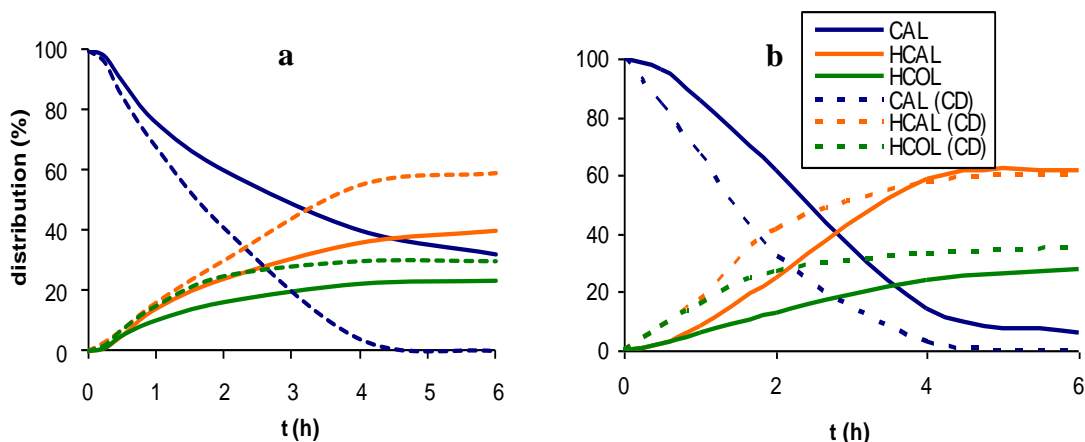 a
100
80
60
40
20
0
distribution (%)
0 1 2 3 4 5 6
t (h)
b
CAL
HCAL
HCOL
CAL (CD)
HCAL (CD)
HCOL (CD)
100
80
60
40
20
0
0 2 4 6
t (h)